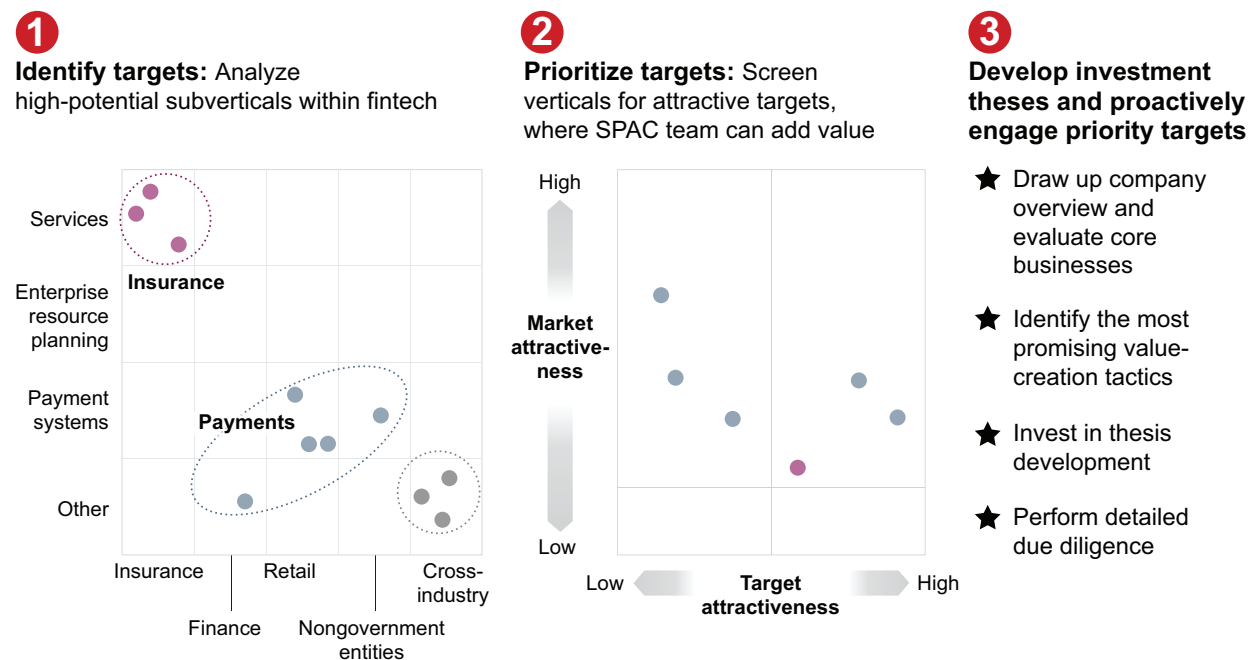 1
Identify targets: Analyze
high-potential subverticals within fintech
Services
Insurance
Enterprise
resource
planning
Payment
systems
Payments
Other
Insurance
Retail
Cross-
industry
Finance
Nongovernment
entities
2
Prioritize targets: Screen
verticals for attractive targets,
where SPAC team can add value
High
Market
attractive-
ness
Low
Low
Target
attractiveness
High
3
Develop investment
theses and proactively
engage priority targets
Draw up company
overview and
evaluate core
businesses
Identify the most
promising value-
creation tactics
Invest in thesis
development
Perform detailed
due diligence